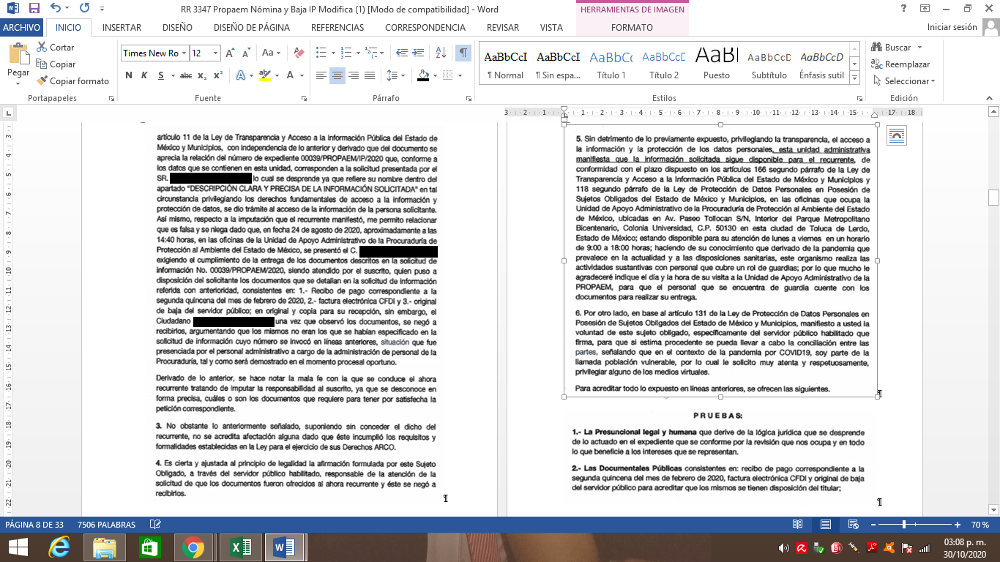 RR 3347 Propaem Nómina y Baja IP Modifica (1) [Modo de compatibilidad] - Word
HERRAMIENTAS DE IMAGEN
ARCHIVO INICIO INSERTAR DISEÑO DISEÑO DE PÁGINA REFERENCIAS CORRESPONDENCIA REVISAR VISTA FORMATO Iniciar sesión
Pegar
Cortar
Copiar
Copiar formato
Portapapeles
Times New Ro 12
N K S abc x₂ x²
Fuente
Párrafo
AaBbCcI AaBbCcI AaBbCc AaBbCc AaB AaBbCcD AaBbCcD
¶ Normal ¶ Sin espa... Título 1 Título 2 Puesto Subtítulo Énfasis sutil
Estilos
Buscar
Reemplazar
Seleccionar
Edición
artículo 11 de la Ley de Transparencia y Acceso a la información Pública del Estado de
México y Municipios, con independencia de lo anterior y derivado que del documento se
aprecia la relación del número de expediente 00039/PROPAEM/IP/2020 que, conforme a
los datos que se contienen en esta unidad, corresponden a la solicitud presentada por el
SR. lo cual se desprende ya que refiere su nombre dentro del
apartado "DESCRIPCIÓN CLARA Y PRECISA DE LA INFORMACIÓN SOLICITADA" en tal
circunstancia privilegiando los derechos fundamentales de acceso a la información y
protección de datos, se dio trámite al acceso de la información de la persona solicitante.
Así mismo, respecto a la imputación que el recurrente manifestó, me permito relacionar
que es falsa y se niega dado que, en fecha 24 de agosto de 2020, aproximadamente a las
14:40 horas, en las oficinas de la Unidad de Apoyo Administrativo de la Procuraduría de
Protección al Ambiente del Estado de México, se presentó el C.
exigiendo el cumplimiento de la entrega de los documentos descritos en la solicitud de
información No. 00039/PROPAEM/2020, siendo atendido por el suscrito, quien puso a
disposición del solicitante los documentos que se detallan en la solicitud de información
referida con anterioridad, consistentes en: 1.- Recibo de pago correspondiente a la
segunda quincena del mes de febrero de 2020, 2.- factura electrónica CFDI y 3.- original
de baja del servidor público; en original y copia para su recepción, sin embargo, el
Ciudadano una vez que observó los documentos, se negó a
recibirlos, argumentando que los mismos no eran los que se habían especificado en la
solicitud de información cuyo número se invocó en líneas anteriores, situación que fue
presenciada por el personal administrativo a cargo de la administración de personal de la
Procuraduría, tal y como será demostrado en el momento procesal oportuno.
Derivado de lo anterior, se hace notar la mala fe con la que se conduce el ahora
recurrente tratando de imputar la responsabilidad al suscrito, ya que se desconoce en
forma precisa, cuáles o son los documentos que requiere para tener por satisfecha la
petición correspondiente.
3. No obstante lo anteriormente señalado, suponiendo sin conceder el dicho del
recurrente, no se acredita afectación alguna dado que éste incumplió los requisitos y
formalidades establecidas en la Ley para el ejercicio de sus Derechos ARCO.
4. Es cierta y ajustada al principio de legalidad la afirmación formulada por este Sujeto
Obligado, a través del servidor público habilitado, responsable de la atención de la
solicitud de que los documentos fueron ofrecidos al ahora recurrente y éste se negó a
recibirlos.
5. Sin detrimento de lo previamente expuesto, privilegiando la transparencia, el acceso a
la información y la protección de los datos personales, esta unidad administrativa
manifiesta que la información solicitada sigue disponible para el recurrente, de
conformidad con el plazo dispuesto en los artículos 166 segundo párrafo de la Ley de
Transparencia y Acceso a la Información Pública del Estado de México y Municipios y
118 segundo párrafo de la Ley de Protección de Datos Personales en Posesión de
Sujetos Obligados del Estado de México y Municipios, en las oficinas que ocupa la
Unidad de Apoyo Administrativo de la Procuraduría de Protección al Ambiente del Estado
de México, ubicadas en Av. Paseo Tollocan S/N, Interior del Parque Metropolitano
Bicentenario, Colonia Universidad, C.P. 50130 en esta ciudad de Toluca de Lerdo,
Estado de México; estando disponible para su atención de lunes a viernes en un horario
de 9:00 a 18:00 horas; haciendo de su conocimiento que derivado de la pandemia que
prevalece en la actualidad y a las disposiciones sanitarias, este organismo realiza las
actividades sustantivas con personal que cubre un rol de guardias; por lo que mucho le
agradeceré indique el día y la hora de su visita a la Unidad de Apoyo Administrativo de la
PROPAEM, para que el personal que se encuentra de guardia cuente con los
documentos para realizar su entrega.
6. Por otro lado, en base al artículo 131 de la Ley de Protección de Datos Personales en
Posesión de Sujetos Obligados del Estado de México y Municipios, manifiesto a usted la
voluntad de este sujeto obligado, específicamente del servidor público habilitado que
firma, para que si estima procedente se pueda llevar a cabo la conciliación entre las
partes, señalando que en el contexto de la pandemia por COVID19, soy parte de la
llamada población vulnerable, por lo cual le solicito muy atenta y respetuosamente,
privilegiar alguno de los medios virtuales.
Para acreditar todo lo expuesto en líneas anteriores, se ofrecen las siguientes.
P R U E B A S:
1.- La Presuncional legal y humana que derive de la lógica jurídica que se desprende
de lo actuado en el expediente que se conforme por la revisión que nos ocupa y en todo
lo que beneficie a los intereses que se representan.
2.- Las Documentales Públicas consistentes en: recibo de pago correspondiente a la
segunda quincena del mes de febrero 2020, factura electrónica CFDI y original de baja
del servidor público para acreditar que los mismos se tienen disposición del titular;
PÁGINA 8 DE 33 7506 PALABRAS 70 %
03:08 p. m.
30/10/2020